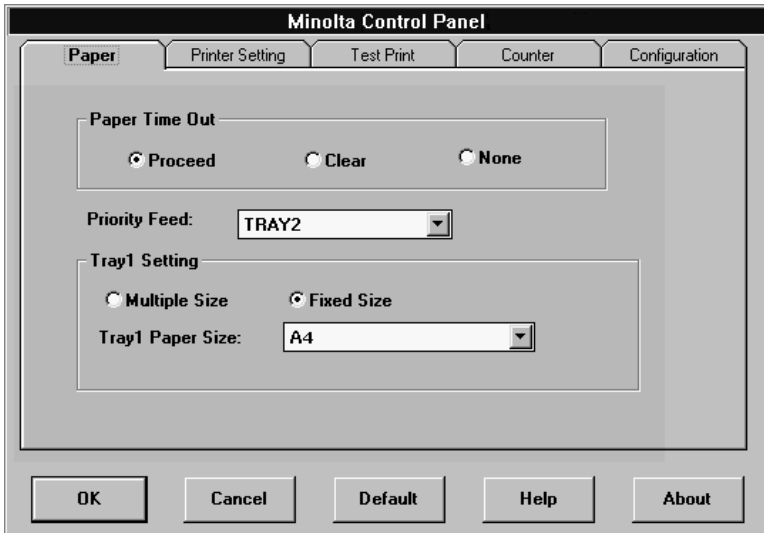 Minolta Control Panel
Paper Printer Setting Test Print Counter Configuration
Paper Time Out
Proceed Clear None
Priority Feed: TRAY2
Tray1 Setting
Multiple Size Fixed Size
Tray1 Paper Size: A4
OK Cancel Default Help About